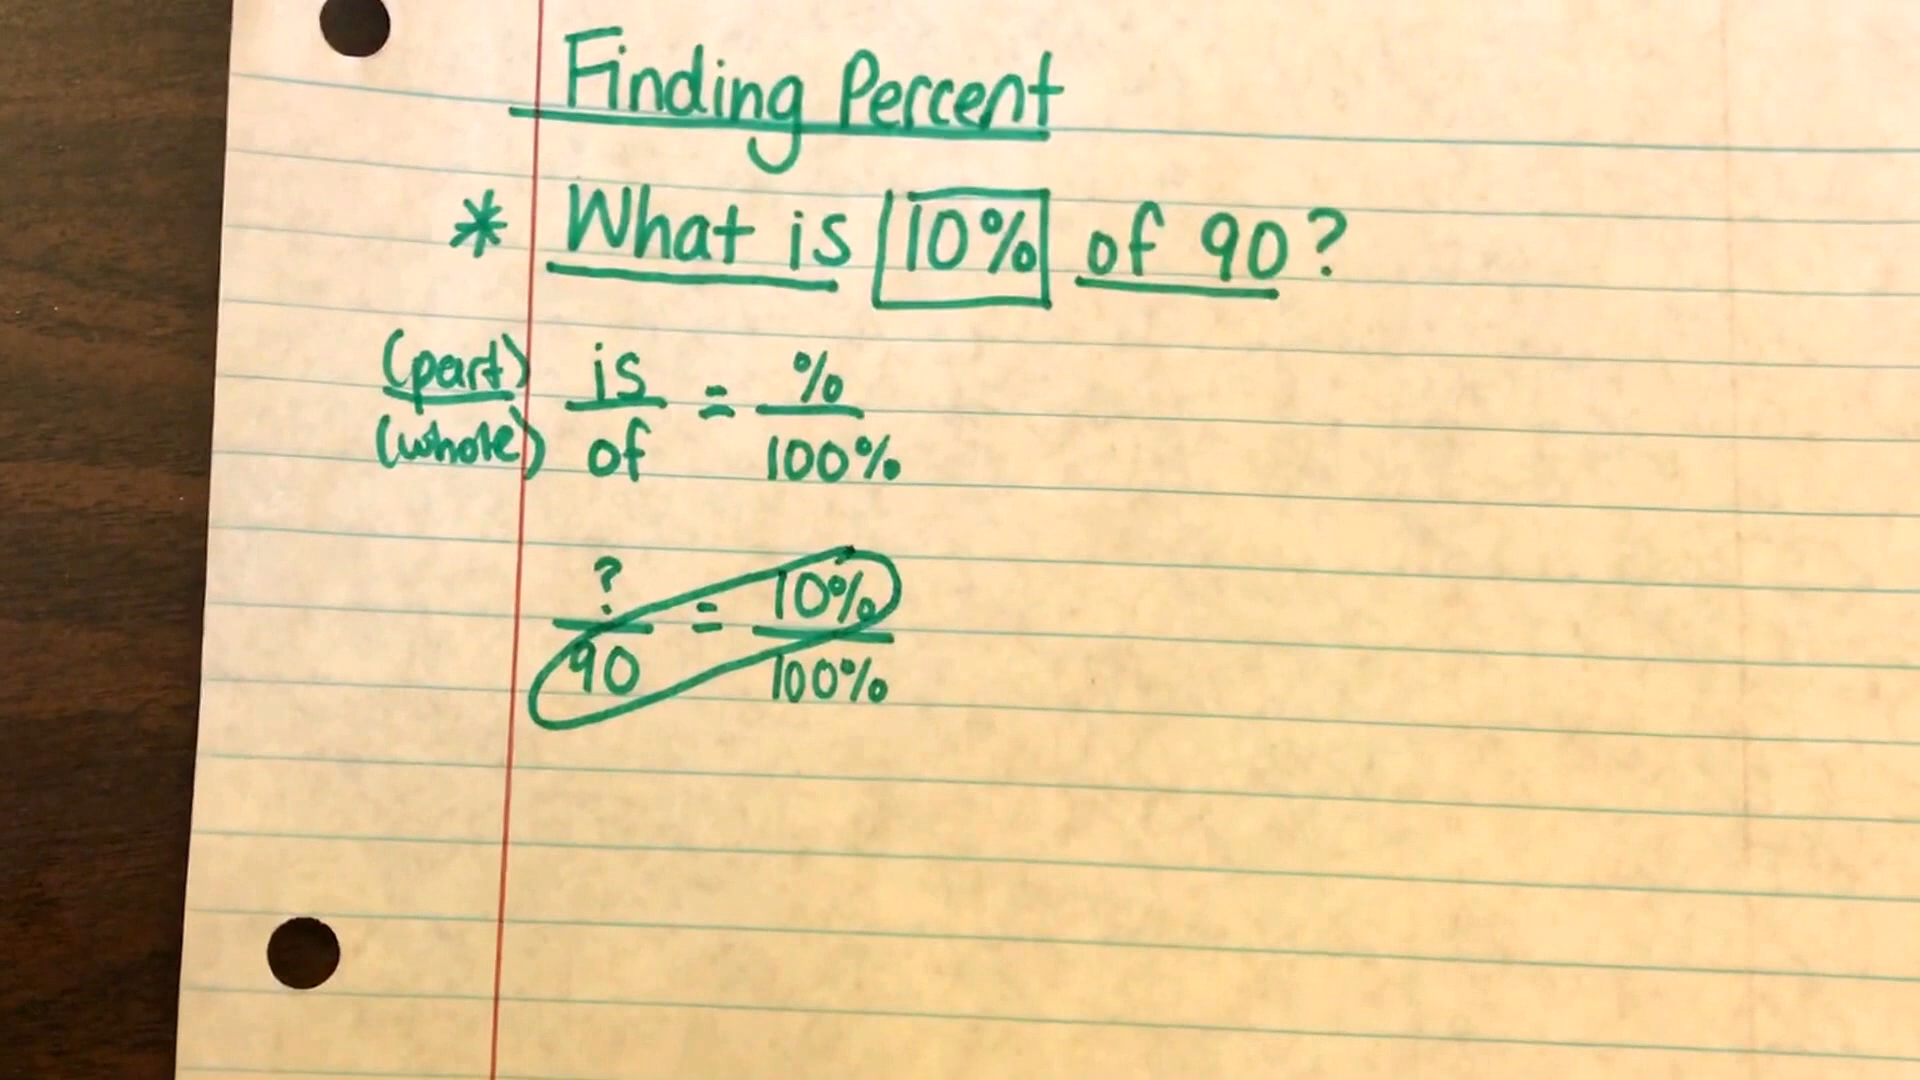 Finding Percent
* What is 10% of 90?
(part) is = %
(whole) of 100%
? = 10%
90 100%